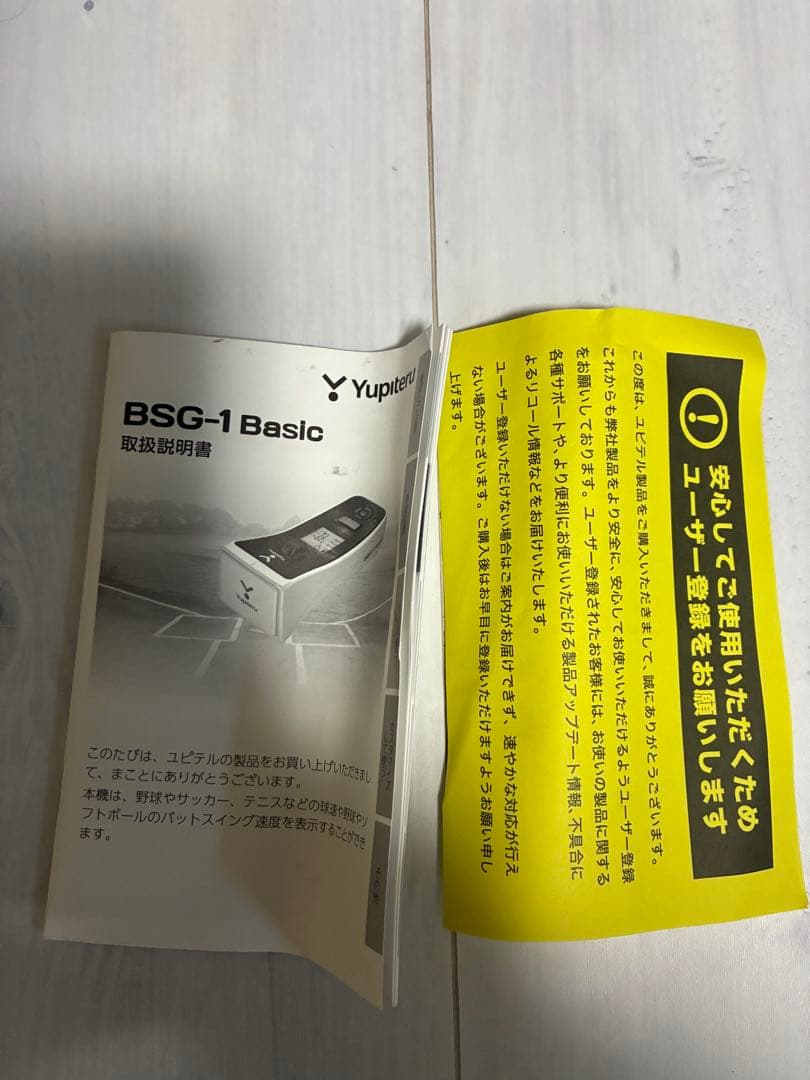 Yupiteru
BSG-1 Basic
取扱説明書
Yupiteru
このたびは、ユピテルの製品をお買い上げいただきまし
て、まことにありがとうございます。
本機は、野球やサッカー、テニスなどの球速や野球やソ
フトボールのバットスイング速度を表示することができ
ます。
安心してご使用いただくため
ユーザー登録をお願いします
この度は、ユピテル製品をご購入いただきまして、誠にありがとうございます。
これからも弊社製品をより安全に、安心してお使いいただけるようユーザー登録
をお願いしております。ユーザー登録されたお客様には、お使いの製品に関する
各種サポートや、より便利にお使いいただける製品アップデート情報、不具合に
よるリコール情報などをお届けいたします。
ユーザー登録いただけない場合はご案内がお届けできず、速やかな対応が行え
ない場合がございます。ご購入後はお早目に登録いただけますようお願い申し
上げます。